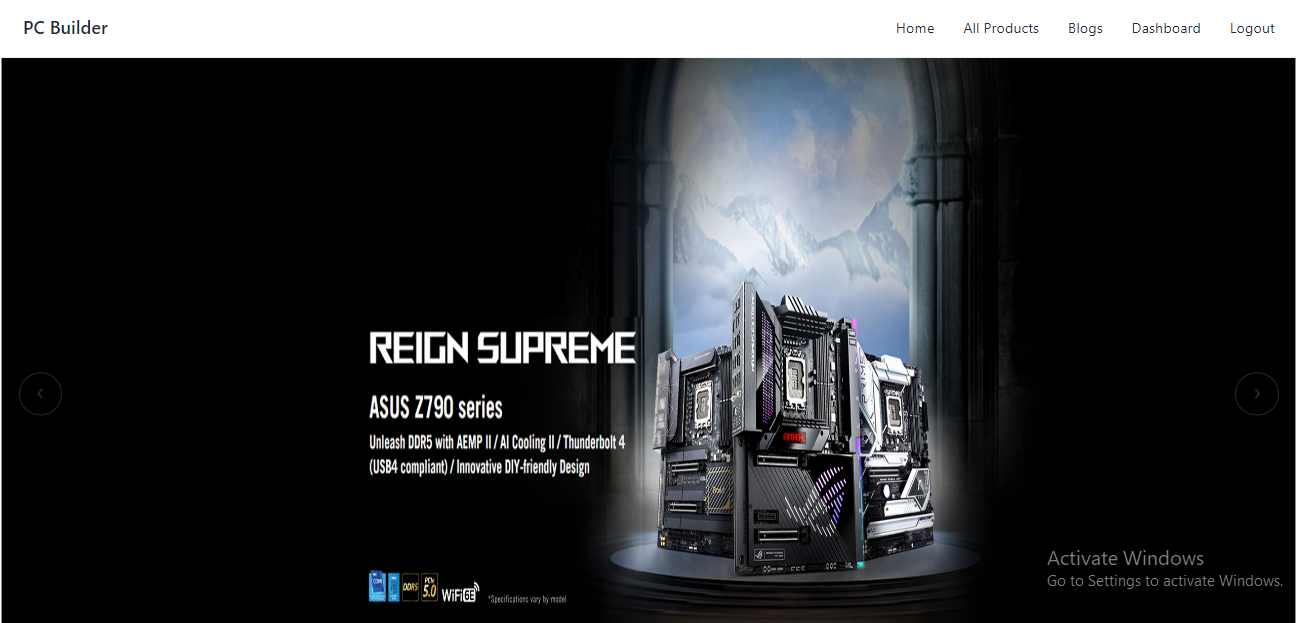 PC Builder
Home
All Products
Blogs
Dashboard
Logout
REIGN SUPREME
ASUS Z790 series
Unleash DDR5 with AEMP II / AI Cooling II / Thunderbolt 4
(USB4 compliant) / Innovative DIY-friendly Design
EXTREME
PRIME
DDR5
PCIe
5.0
WiFi 6E
*Specifications vary by model
Activate Windows
Go to Settings to activate Windows.